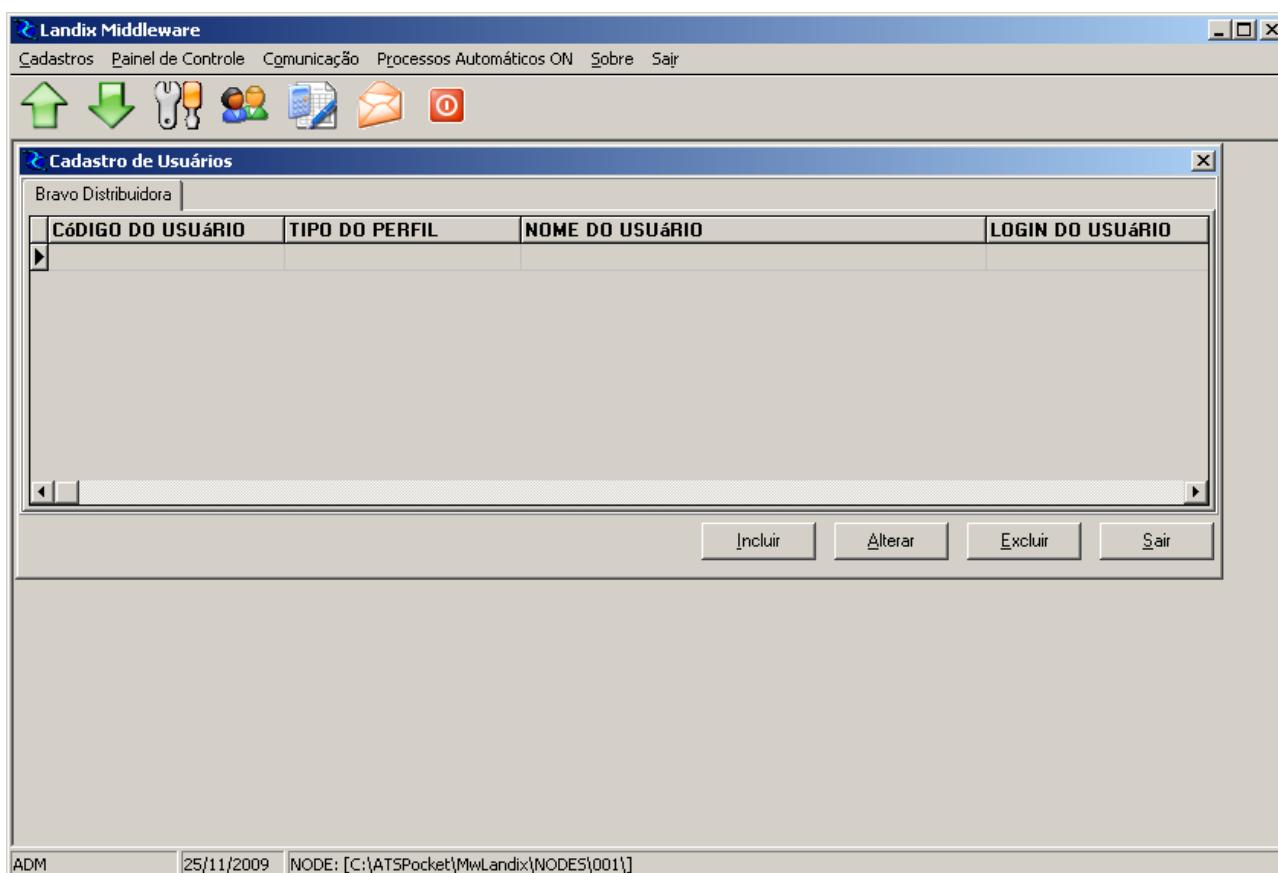 Landix Middleware
Cadastros Painel de Controle Comunicação Processos Automáticos ON Sobre Sair
Cadastro de Usuários
Bravo Distribuidora
CóDIGO DO USUáRIO TIPO DO PERFIL NOME DO USUáRIO LOGIN DO USUáRIO
Incluir Alterar Excluir Sair
ADM 25/11/2009 NODE: [C:\ATSPocket\MwLandix\NODES\001\]